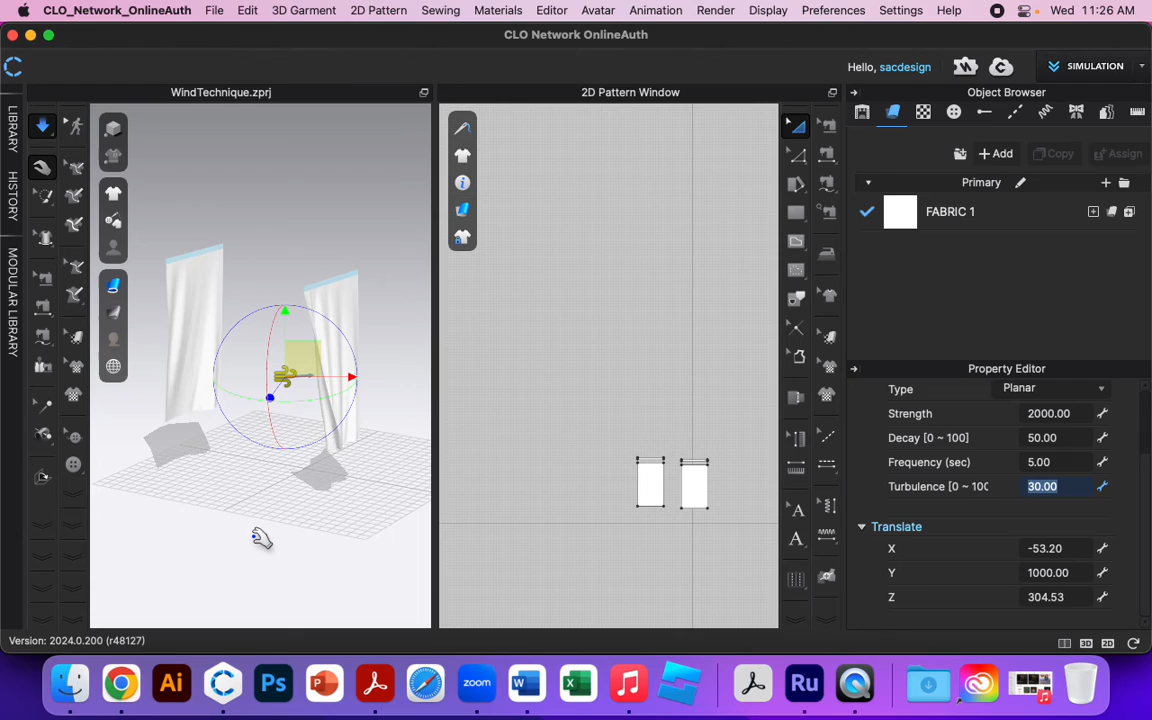 CLO_Network_OnlineAuth File Edit 3D Garment 2D Pattern Sewing Materials Editor Avatar Animation Render Display Preferences Settings Help Wed 11:26 AM
CLO Network OnlineAuth
Hello, sacdesign SIMULATION
WindTechnique.zprj 2D Pattern Window Object Browser
LIBRARY
HISTORY
MODULAR LIBRARY
+ Add Copy Assign
Primary
FABRIC 1
Property Editor
Type Planar
Strength 2000.00
Decay [0 ~ 100] 50.00
Frequency (sec) 5.00
Turbulence [0 ~ 100 30.00
Translate
X -53.20
Y 1000.00
Z 304.53
Version: 2024.0.200 (r48127)
3D 2D
Ai Ps zoom Ru